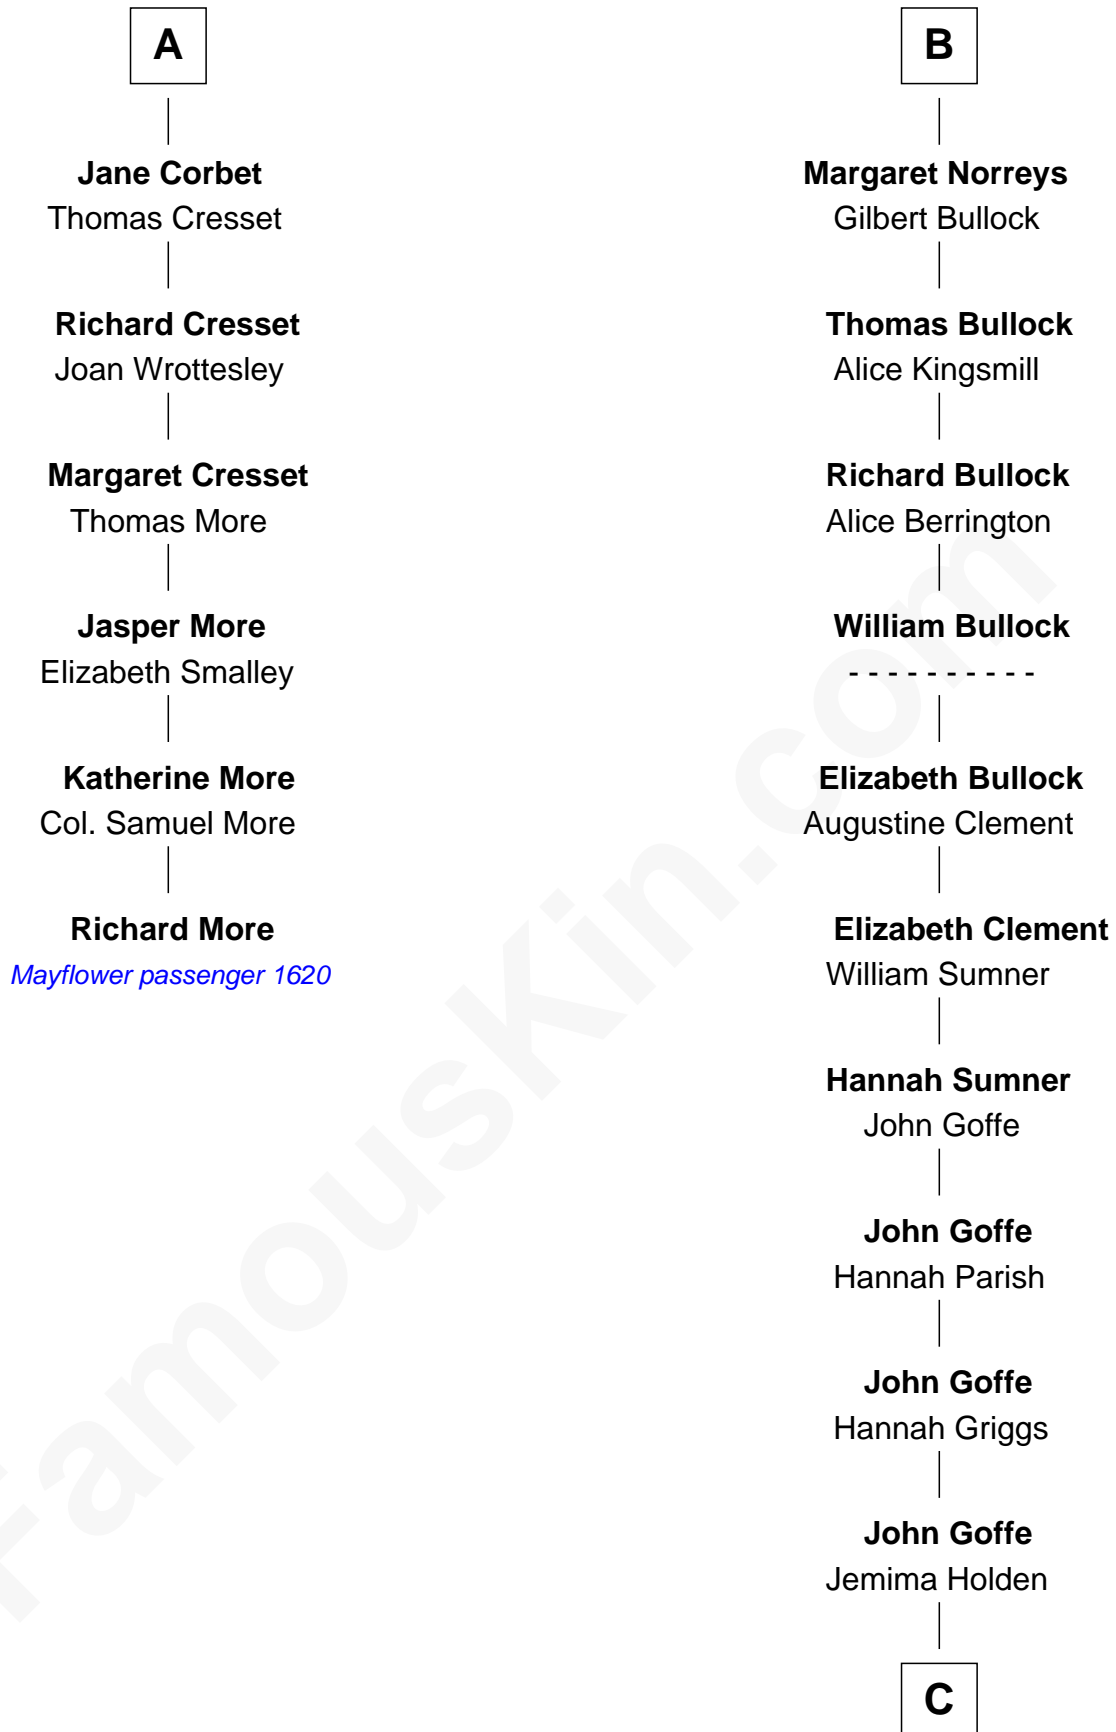 A
Jane Corbet
Thomas Cresset
Richard Cresset
Joan Wrottesley
Margaret Cresset
Thomas More
Jasper More
Elizabeth Smalley
Katherine More
Col. Samuel More
Richard More
Mayflower passenger 1620
B
Margaret Norreys
Gilbert Bullock
Thomas Bullock
Alice Kingsmill
Richard Bullock
Alice Berrington
William Bullock
- - - - - - - - - -
Elizabeth Bullock
Augustine Clement
Elizabeth Clement
William Sumner
Hannah Sumner
John Goffe
John Goffe
Hannah Parish
John Goffe
Hannah Griggs
John Goffe
Jemima Holden
C
FamousKin.com